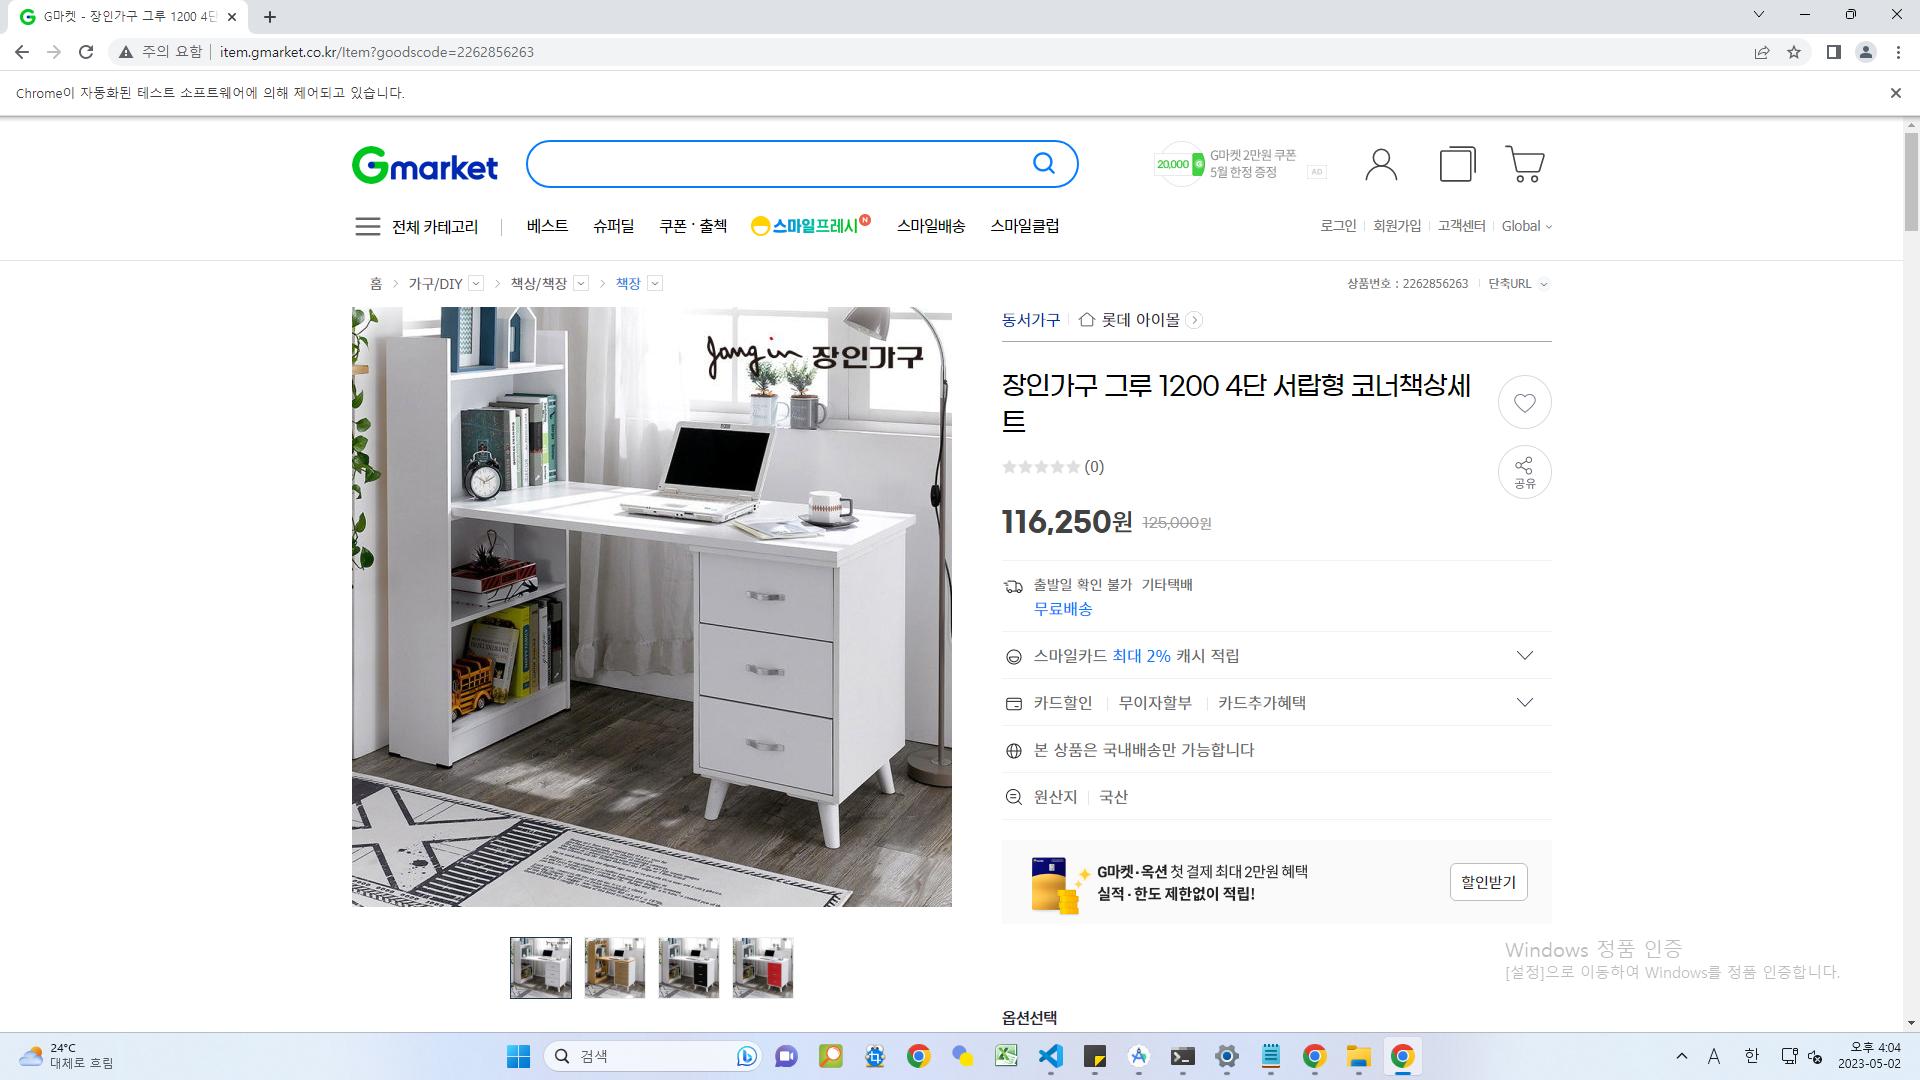 G마켓 - 장인가구 그루 1200 4단
주의 요함 item.gmarket.co.kr/Item?goodscode=2262856263
Chrome이 자동화된 테스트 소프트웨어에 의해 제어되고 있습니다.
Gmarket
20,000 G마켓 2만원 쿠폰
5월 한정 증정 AD
전체 카테고리 베스트 슈퍼딜 쿠폰·출첵 스마일프레시 N 스마일배송 스마일클럽
로그인 회원가입 고객센터 Global
홈 가구/DIY 책상/책장 책장
상품번호 : 2262856263 단축URL
Jang in 장인가구
동서가구 롯데 아이몰
장인가구 그루 1200 4단 서랍형 코너책상세
트
(0)
공유
116,250원 125,000원
출발일 확인 불가 기타택배
무료배송
스마일카드 최대 2% 캐시 적립
카드할인 무이자할부 카드추가혜택
본 상품은 국내배송만 가능합니다
원산지 국산
G마켓·옥션 첫 결제 최대 2만원 혜택
실적·한도 제한없이 적립!
할인받기
Windows 정품 인증
[설정]으로 이동하여 Windows를 정품 인증합니다.
옵션선택
24°C
대체로 흐림
검색
A 한
오후 4:04
2023-05-02